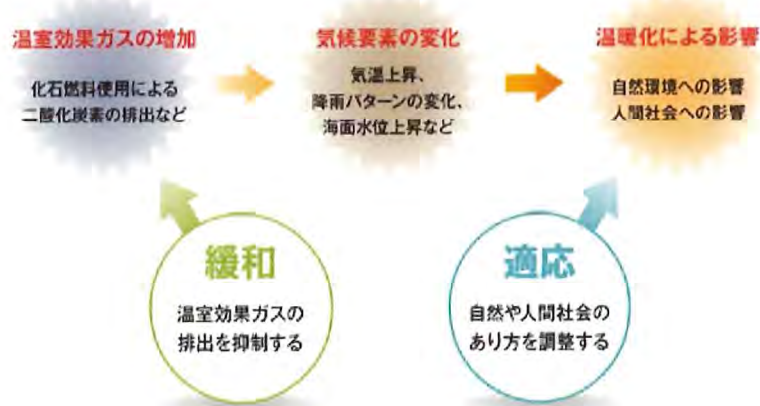 温室効果ガスの増加
化石燃料使用による
二酸化炭素の排出など
気候要素の変化
気温上昇、
降雨パターンの変化、
海面水位上昇など
温暖化による影響
自然環境への影響
人間社会への影響
緩和
温室効果ガスの
排出を抑制する
適応
自然や人間社会の
あり方を調整する